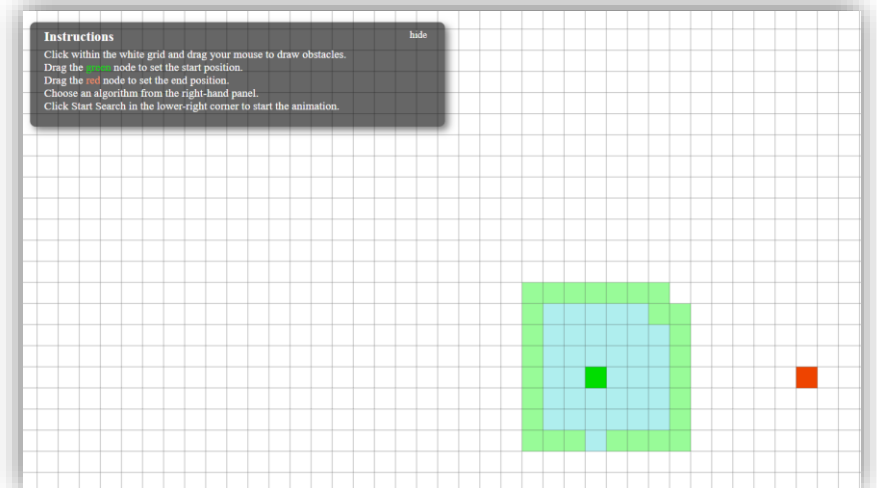 Instructions
hide
Click within the white grid and drag your mouse to draw obstacles.
Drag the green node to set the start position.
Drag the red node to set the end position.
Choose an algorithm from the right-hand panel.
Click Start Search in the lower-right corner to start the animation.